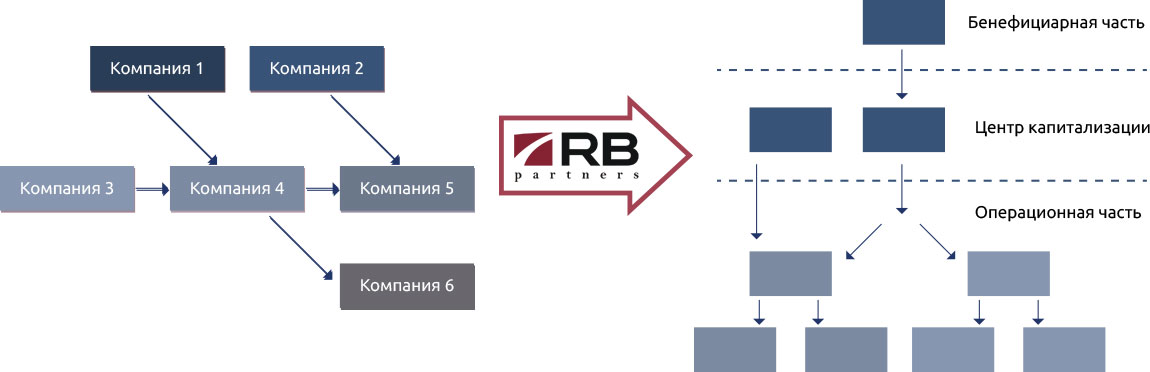 Компания 1
Компания 2
Компания 3
Компания 4
Компания 5
Компания 6
RB
partners
Бенефициарная часть
Центр капитализации
Операционная часть